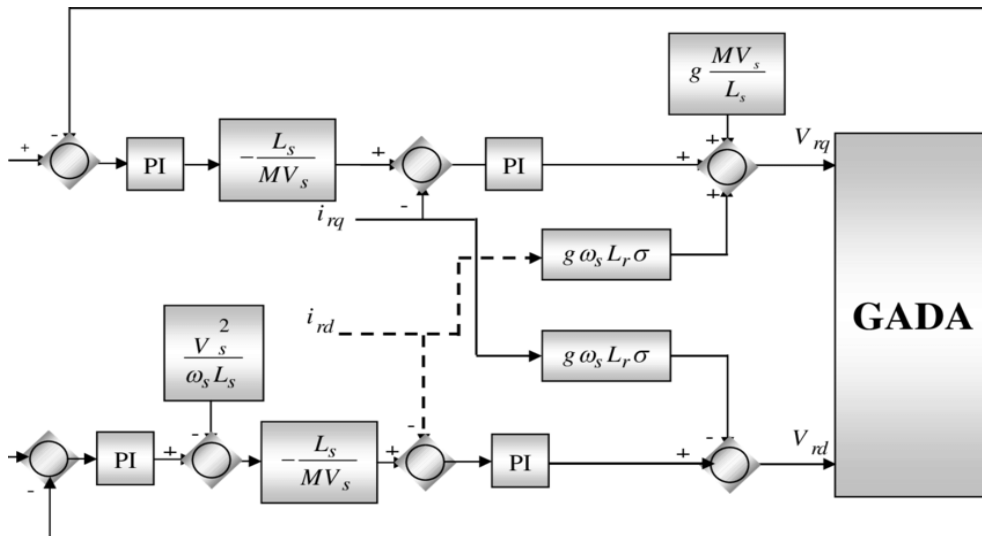 g MV_s / L_s
-
+
PI
-L_s / MV_s
+
-
PI
+
+
+
V_rq
i_rq
g ω_s L_r σ
GADA
i_rd
g ω_s L_r σ
V_s^2 / ω_s L_s
-
PI
+
-
-L_s / MV_s
+
-
PI
+
-
V_rd